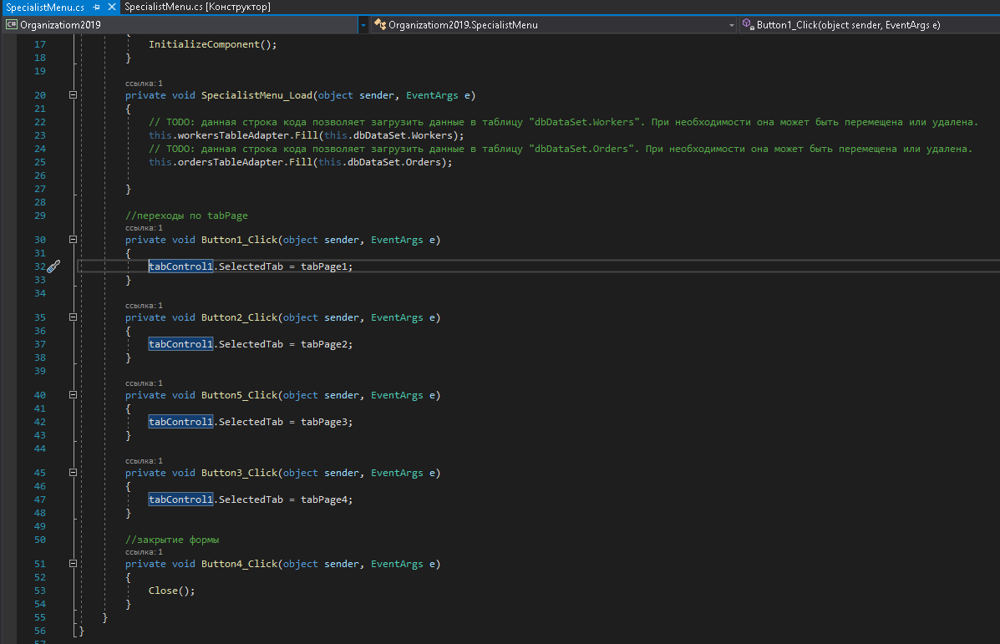 SpecialistMenu.cs SpecialistMenu.cs [Конструктор]
C# Organizatiom2019 Organizatiom2019.SpecialistMenu Button1_Click(object sender, EventArgs e)
{
17 InitializeComponent();
18 }
19
ссылка: 1
20 private void SpecialistMenu_Load(object sender, EventArgs e)
21 {
22 // TODO: данная строка кода позволяет загрузить данные в таблицу "dbDataSet.Workers". При необходимости она может быть перемещена или удалена.
23 this.workersTableAdapter.Fill(this.dbDataSet.Workers);
24 // TODO: данная строка кода позволяет загрузить данные в таблицу "dbDataSet.Orders". При необходимости она может быть перемещена или удалена.
25 this.ordersTableAdapter.Fill(this.dbDataSet.Orders);
26
27 }
28
29 //переходы по tabPage
ссылка: 1
30 private void Button1_Click(object sender, EventArgs e)
31 {
32 tabControl1.SelectedTab = tabPage1;
33 }
34
ссылка: 1
35 private void Button2_Click(object sender, EventArgs e)
36 {
37 tabControl1.SelectedTab = tabPage2;
38 }
39
ссылка: 1
40 private void Button5_Click(object sender, EventArgs e)
41 {
42 tabControl1.SelectedTab = tabPage3;
43 }
44
ссылка: 1
45 private void Button3_Click(object sender, EventArgs e)
46 {
47 tabControl1.SelectedTab = tabPage4;
48 }
49
50 //закрытие формы
ссылка: 1
51 private void Button4_Click(object sender, EventArgs e)
52 {
53 Close();
54 }
55 }
56 }
57